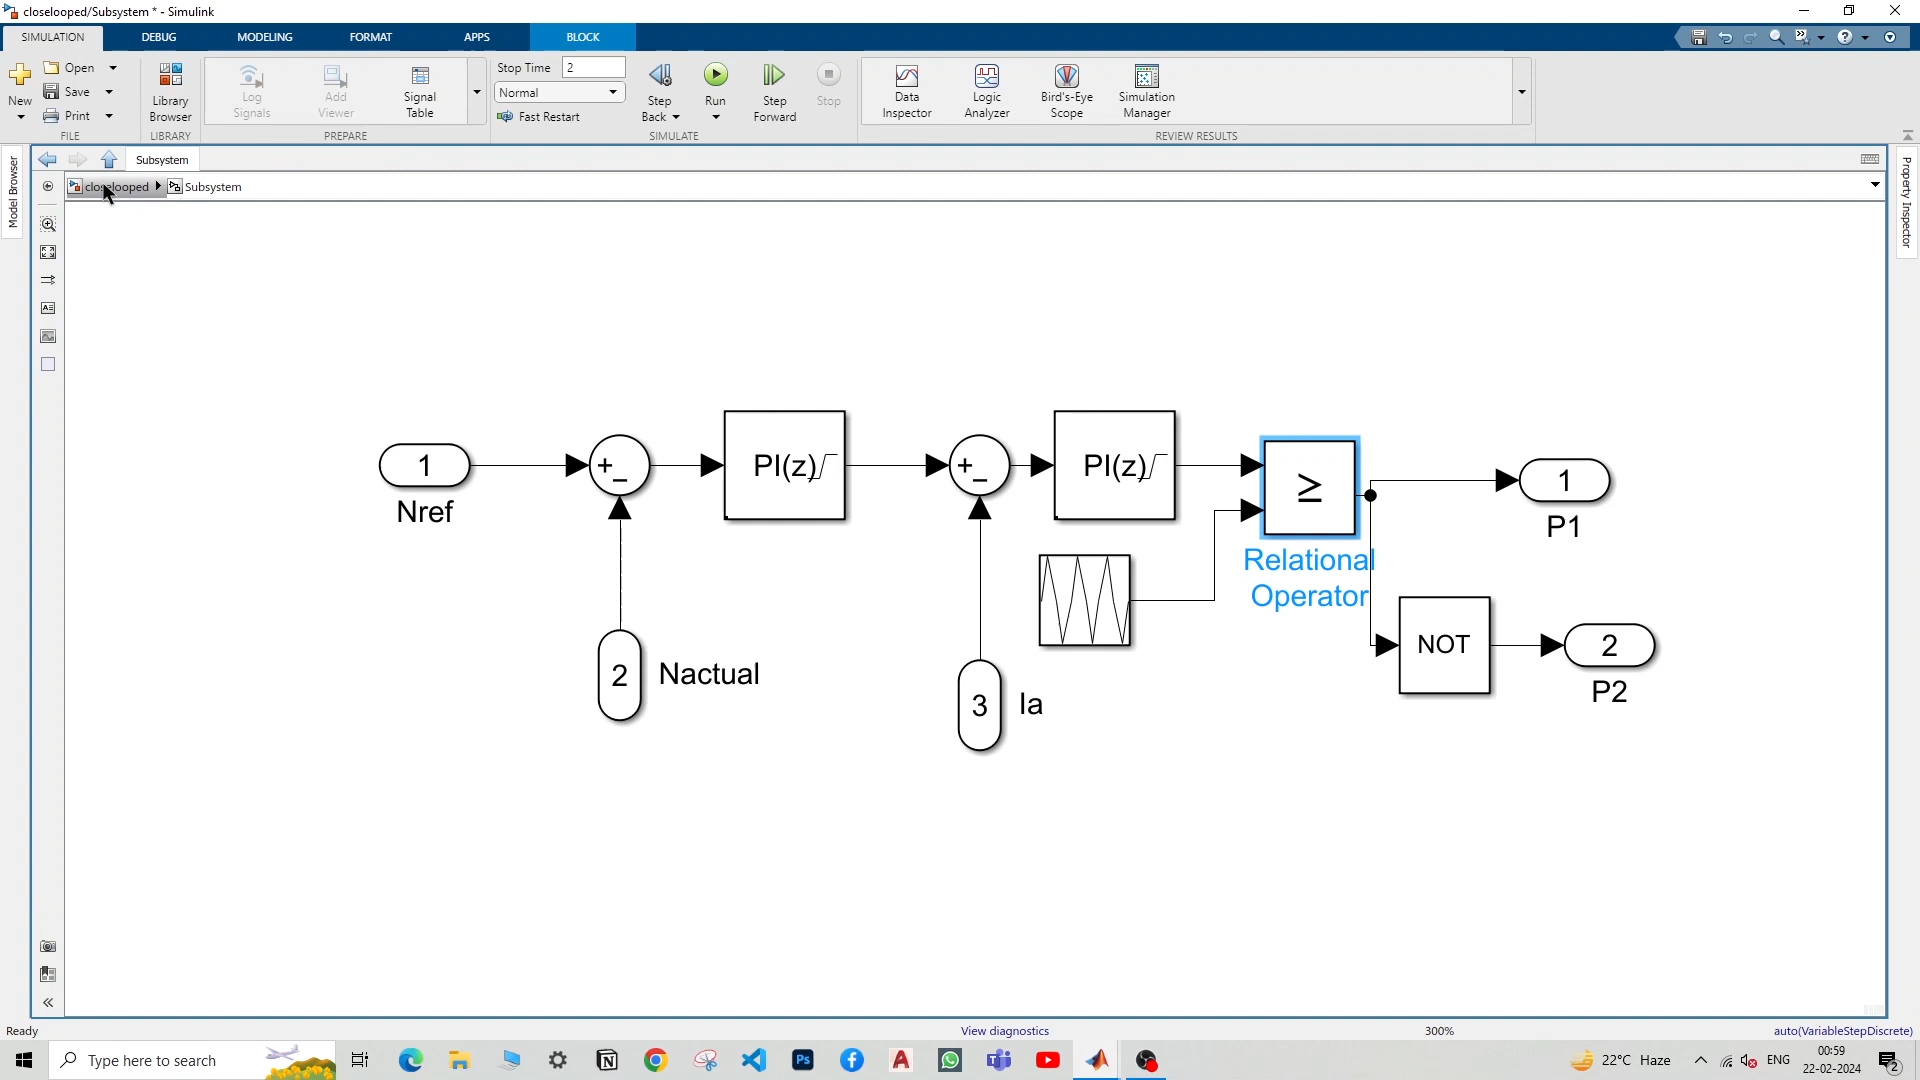 closelooped/Subsystem * - Simulink
SIMULATION DEBUG MODELING FORMAT APPS BLOCK
New
Open
Save
Print
FILE
Library
Browser
LIBRARY
Log
Signals
Add
Viewer
Signal
Table
PREPARE
Stop Time 2
Normal
Fast Restart
Step
Back
Run
Step
Forward
Stop
SIMULATE
Data
Inspector
Logic
Analyzer
Bird's-Eye
Scope
Simulation
Manager
REVIEW RESULTS
Model Browser
Subsystem
closelooped Subsystem
Property Inspector
1
Nref
+
−
PI(z)
+
−
PI(z)
≥
Relational
Operator
1
P1
2
Nactual
3
Ia
NOT
2
P2
Ready
View diagnostics
300%
auto(VariableStepDiscrete)
Type here to search
22°C Haze
ENG
00:59
22-02-2024
2